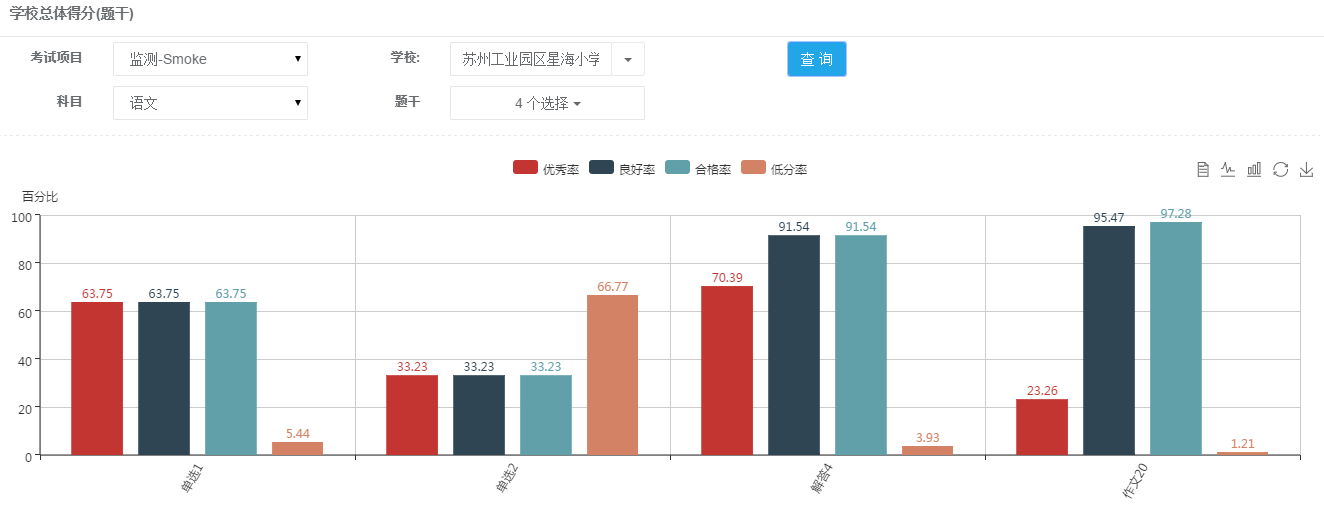 学校总体得分(题干)
考试项目 监测-Smoke 学校: 苏州工业园区星海小学 查 询
科目 语文 题干 4 个选择
优秀率 良好率 合格率 低分率
百分比
100
80
60
40
20
0
63.75 63.75 63.75 5.44
33.23 33.23 33.23 66.77
70.39 91.54 91.54 3.93
23.26 95.47 97.28 1.21
单选1 单选2 解答4 作文20